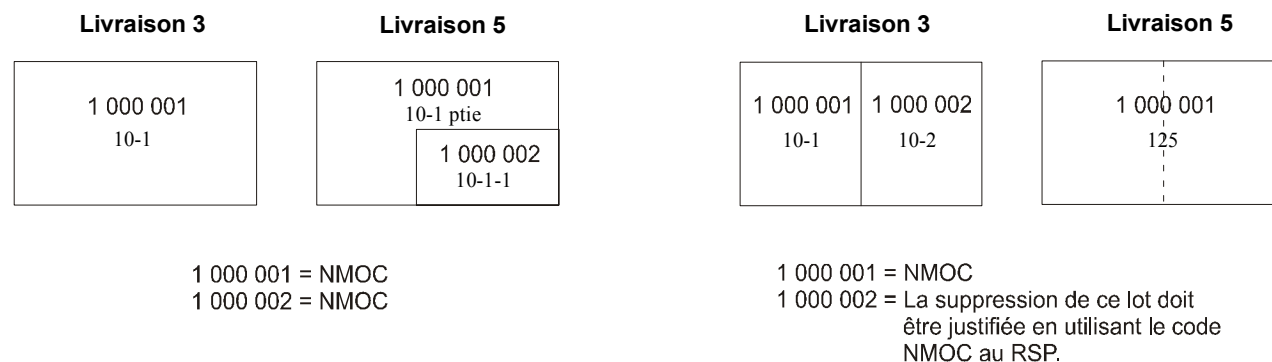 Livraison 3
Livraison 5
1 000 001
10-1
1 000 001
10-1 ptie
1 000 002
10-1-1
1 000 001 = NMOC
1 000 002 = NMOC
Livraison 3
Livraison 5
1 000 001
10-1
1 000 002
10-2
1 000 001
125
1 000 001 = NMOC
1 000 002 = La suppression de ce lot doit
être justifiée en utilisant le code
NMOC au RSP.